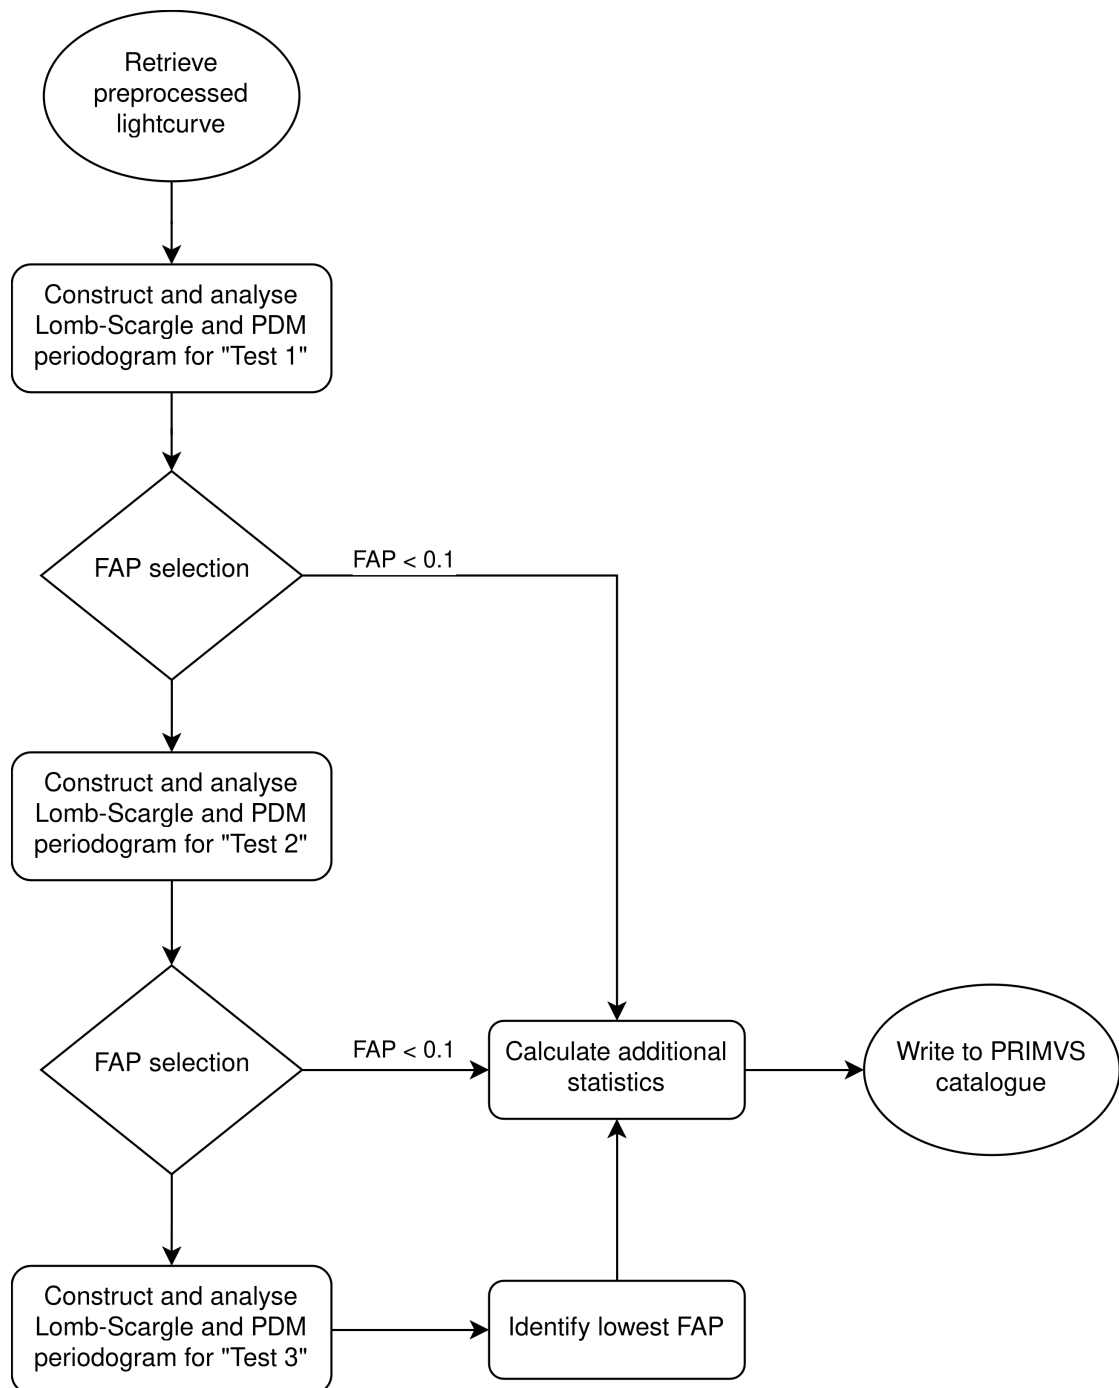 Retrieve
preprocessed
lightcurve
Construct and analyse
Lomb-Scargle and PDM
periodogram for "Test 1"
FAP selection
FAP < 0.1
Construct and analyse
Lomb-Scargle and PDM
periodogram for "Test 2"
FAP selection
FAP < 0.1
Calculate additional
statistics
Write to PRIMVS
catalogue
Construct and analyse
Lomb-Scargle and PDM
periodogram for "Test 3"
Identify lowest FAP